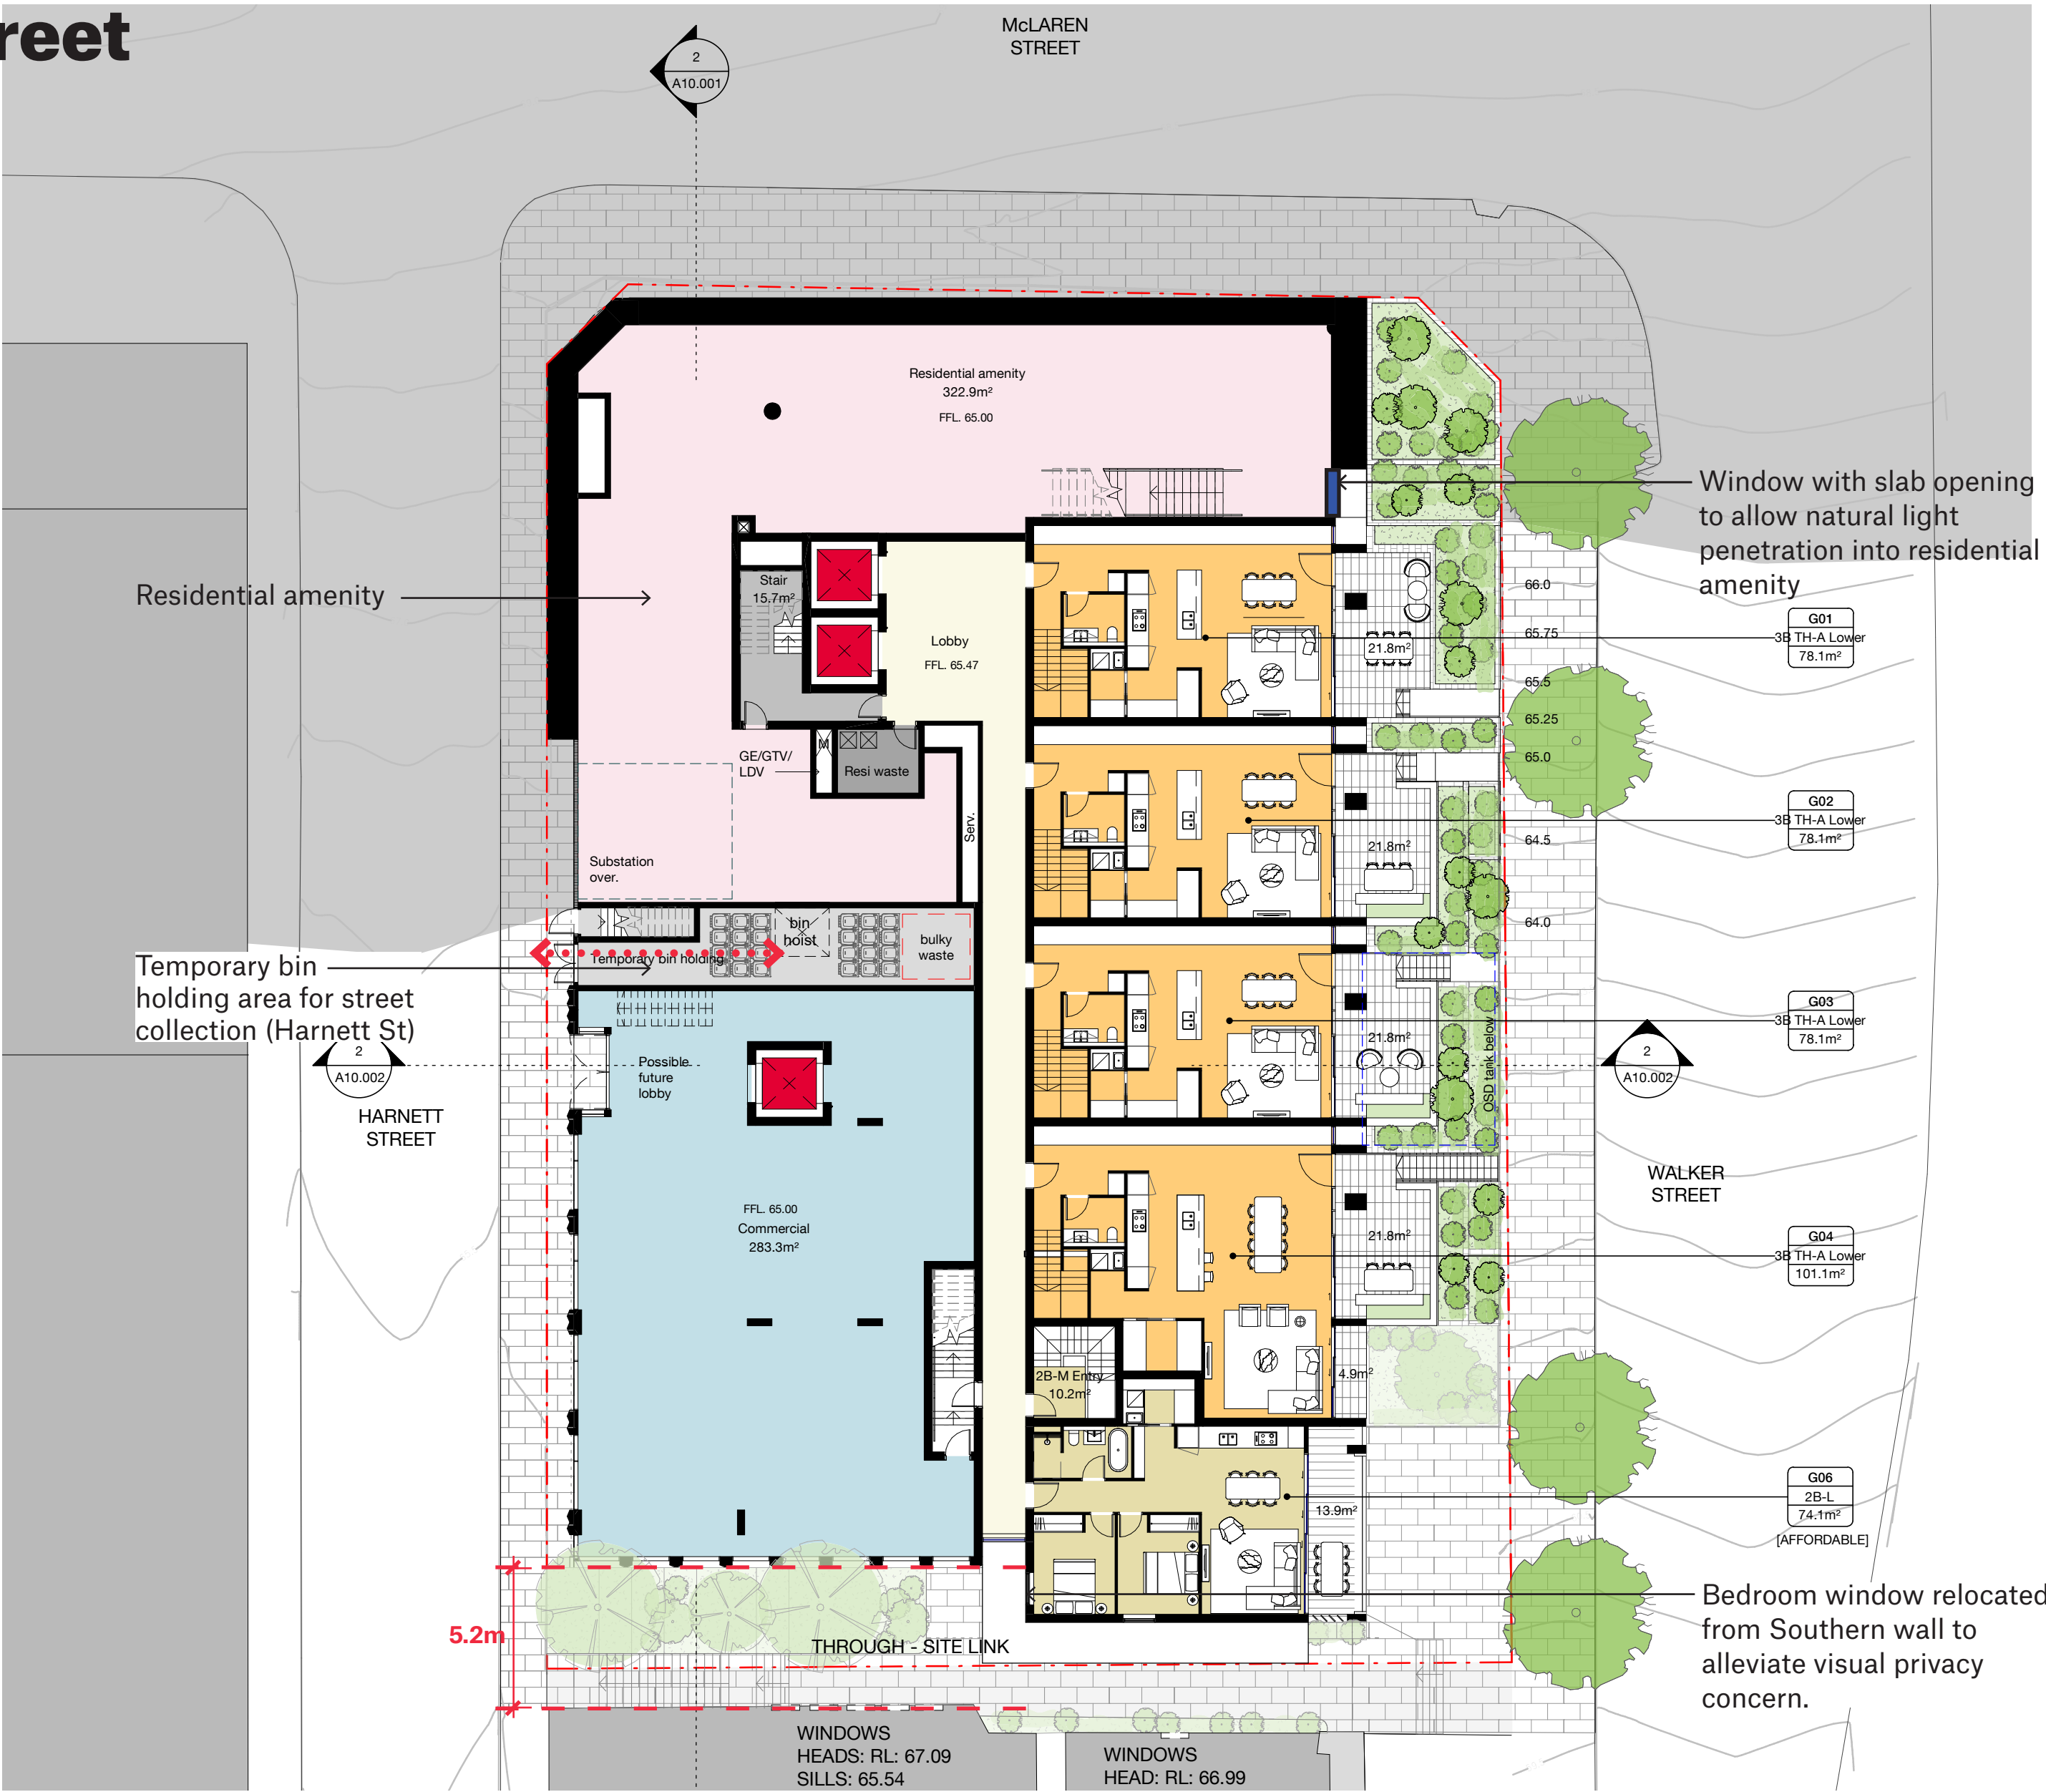 reet
McLAREN
STREET
2
A10.001
Residential amenity
322.9m²
FFL. 65.00
Window with slab opening
to allow natural light
penetration into residential
amenity
Residential amenity
Stair
15.7m²
Lobby
FFL. 65.47
66.0
65.75
65.5
65.25
65.0
64.5
64.0
21.8m²
G01
3B TH-A Lower
78.1m²
GE/GTV/
LDV
M
Resi waste
Serv.
Substation
over.
21.8m²
G02
3B TH-A Lower
78.1m²
bin
hoist
bulky
waste
Temporary bin holding
Temporary bin
holding area for street
collection (Harnett St)
2
A10.002
HARNETT
STREET
Possible
future
lobby
21.8m²
OSD tank below
G03
3B TH-A Lower
78.1m²
2
A10.002
WALKER
STREET
FFL. 65.00
Commercial
283.3m²
21.8m²
G04
3B TH-A Lower
101.1m²
2B-M Entry
10.2m²
4.9m²
13.9m²
G06
2B-L
74.1m²
[AFFORDABLE]
Bedroom window relocated
from Southern wall to
alleviate visual privacy
concern.
5.2m
THROUGH - SITE LINK
WINDOWS
HEADS: RL: 67.09
SILLS: 65.54
WINDOWS
HEAD: RL: 66.99